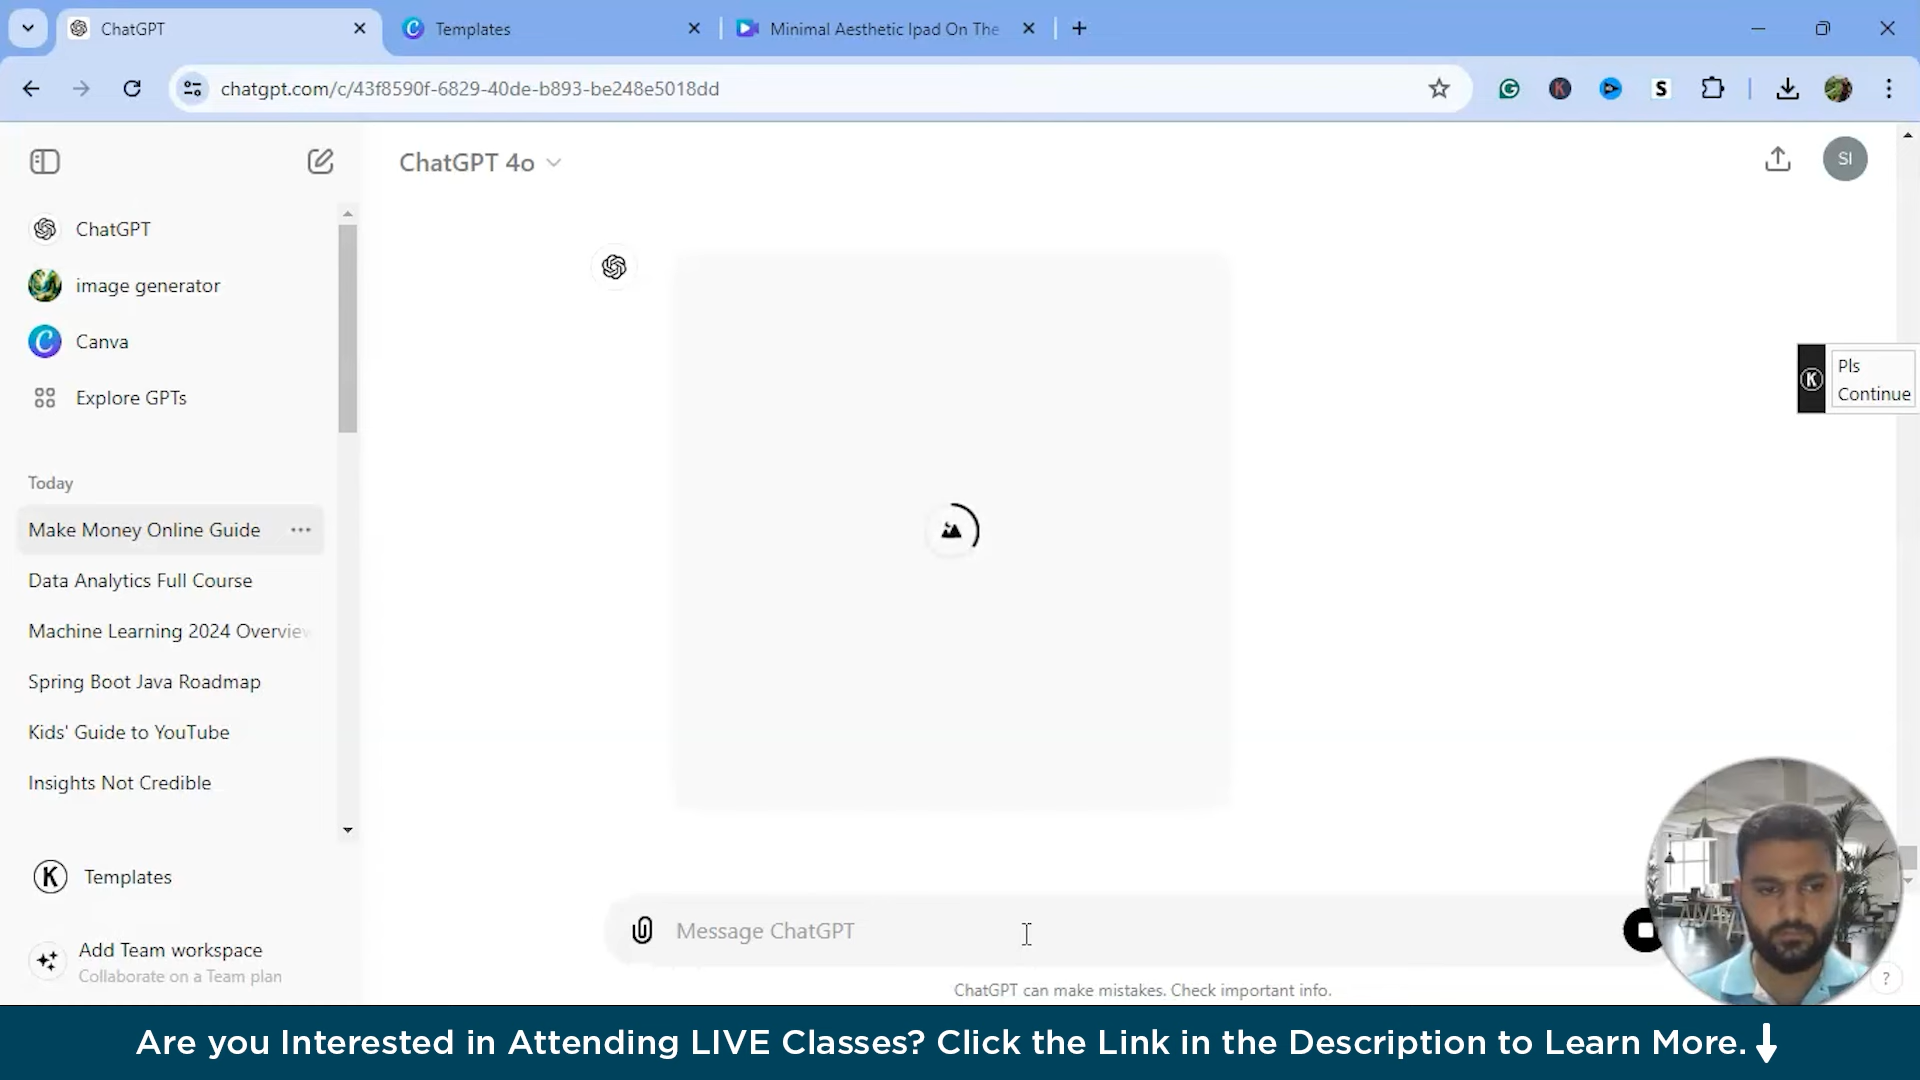 ChatGPT
Templates
Minimal Aesthetic Ipad On The
chatgpt.com/c/43f8590f-6829-40de-b893-be248e5018dd
ChatGPT 4o
SI
ChatGPT
image generator
Canva
Explore GPTs
Today
Make Money Online Guide
Data Analytics Full Course
Machine Learning 2024 Overview
Spring Boot Java Roadmap
Kids' Guide to YouTube
Insights Not Credible
Templates
Add Team workspace
Collaborate on a Team plan
Pls
Continue
Message ChatGPT
ChatGPT can make mistakes. Check important info.
?
Are you Interested in Attending LIVE Classes? Click the Link in the Description to Learn More.